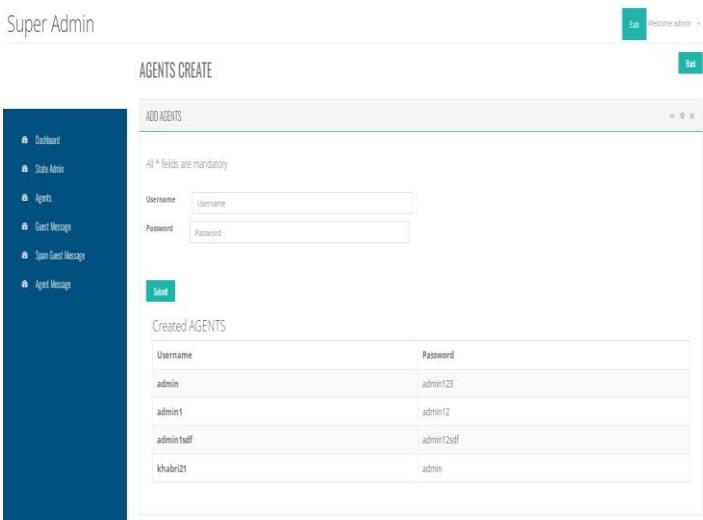 Super Admin
Back
Welcome admin
AGENTS CREATE
Back
ADD AGENTS
Dashboard
State Admin
Agents
Guest Message
Spam Guest Message
Agent Message
All * feilds are mandatory
Username
Username
Password
Password
Submit
Created AGENTS
Username Password
admin admin123
admin1 admin12
admin1sdf admin12sdf
khabri21 admin